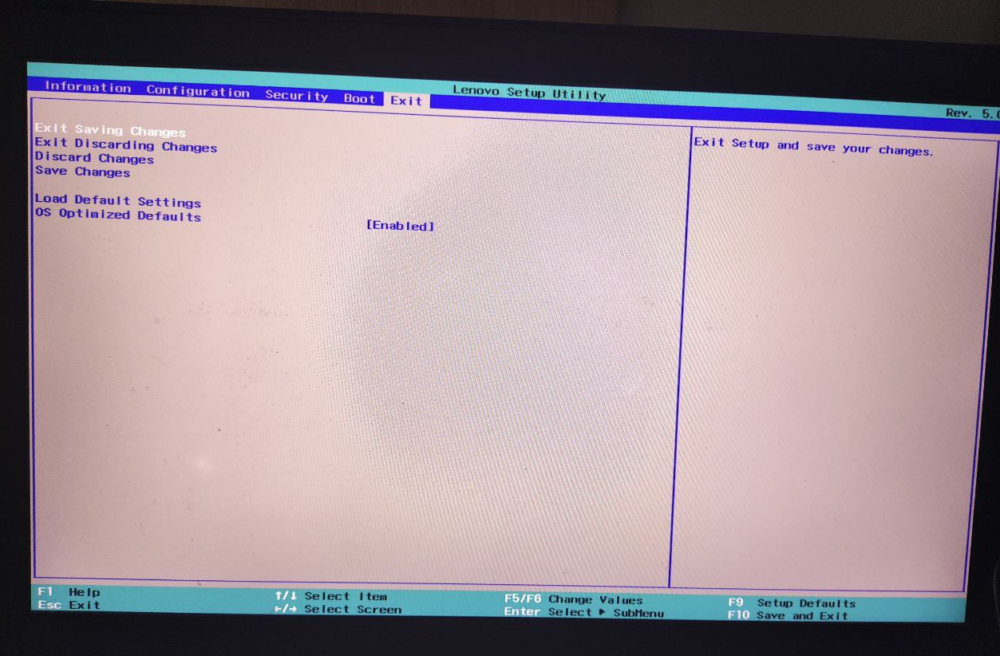 Lenovo Setup Utility
Rev. 5.0
Information Configuration Security Boot Exit
Exit Saving Changes
Exit Discarding Changes
Discard Changes
Save Changes
Load Default Settings
OS Optimized Defaults [Enabled]
Exit Setup and save your changes.
F1 Help ↑/↓ Select Item F5/F6 Change Values F9 Setup Defaults
Esc Exit ←/→ Select Screen Enter Select ▶ SubMenu F10 Save and Exit